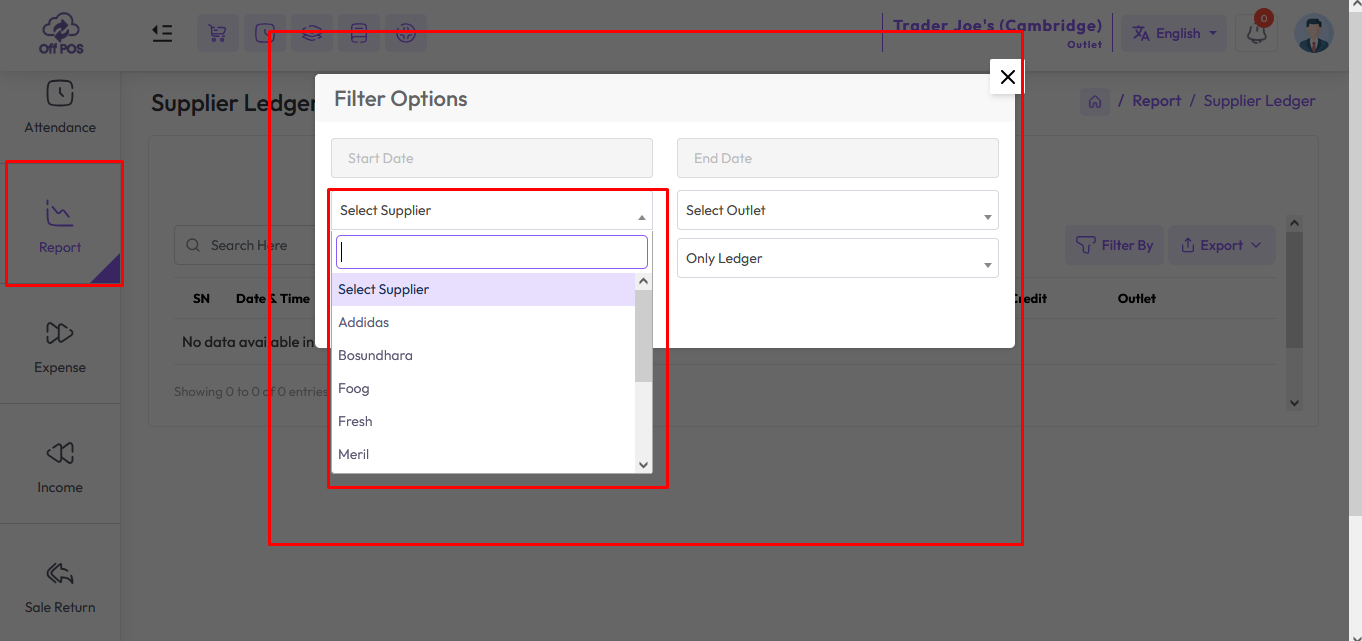 Off POS
Trader Joe's (Cambridge)
Outlet
English
0
Attendance
Report
Expense
Income
Sale Return
Supplier Ledger
/ Report / Supplier Ledger
Filter Options
Start Date
End Date
Select Supplier
Select Outlet
Only Ledger
Select Supplier
Addidas
Bosundhara
Foog
Fresh
Meril
Search Here
Filter By
Export
SN Date & Time Credit Outlet
No data available in
Showing 0 to 0 of 0 entries